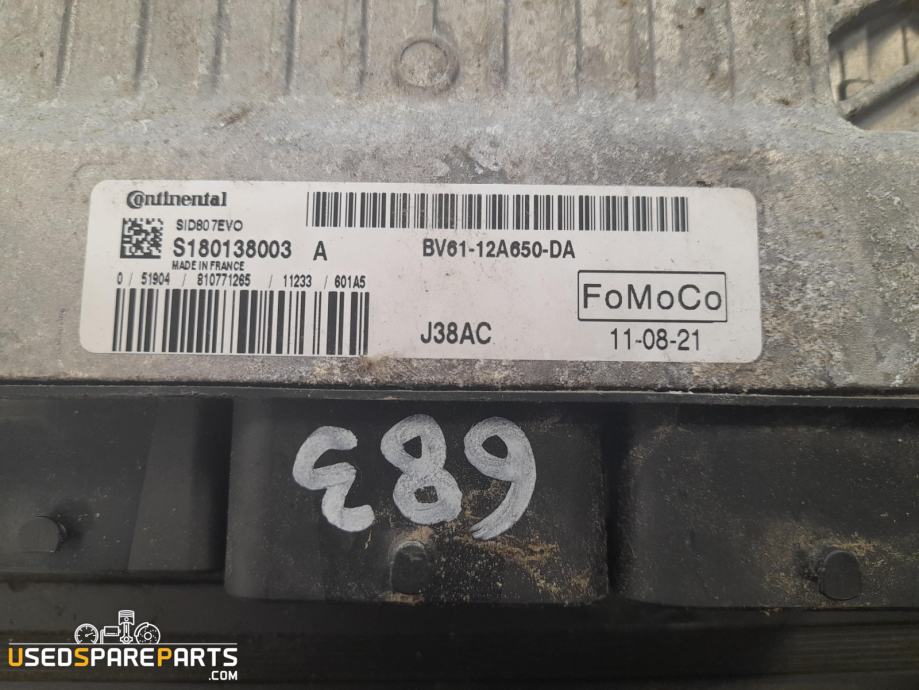 Continental
SID807EVO
S180138003 A
MADE IN FRANCE
0 / 51904 / 810771265 / 11233 / 601A5
BV61-12A650-DA
FoMoCo
J38AC
11-08-21
683
USEDSPAREPARTS
.COM